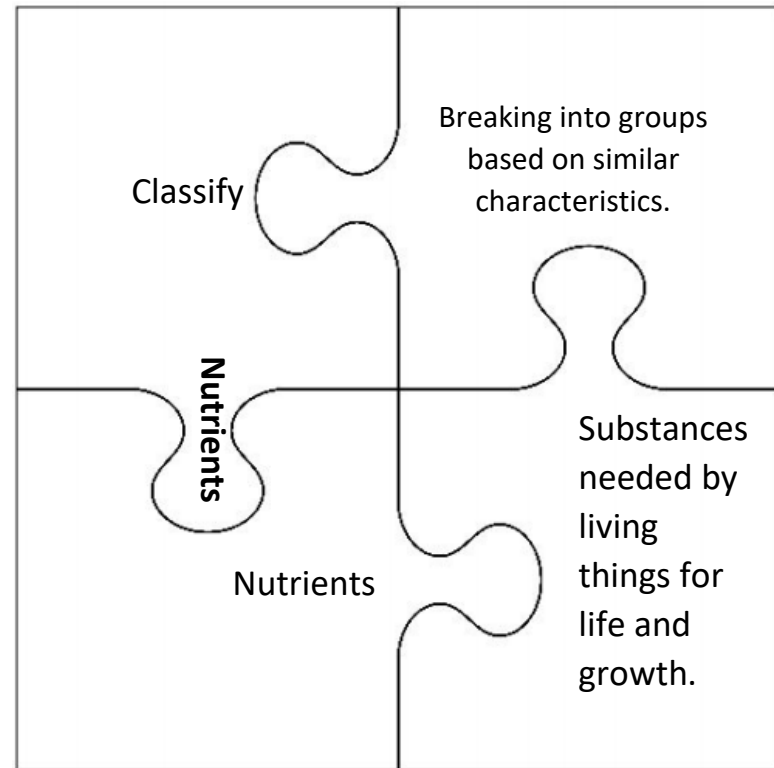 Classify
Breaking into groups
based on similar
characteristics.
Nutrients
Nutrients
Substances
needed by
living
things for
life and
growth.